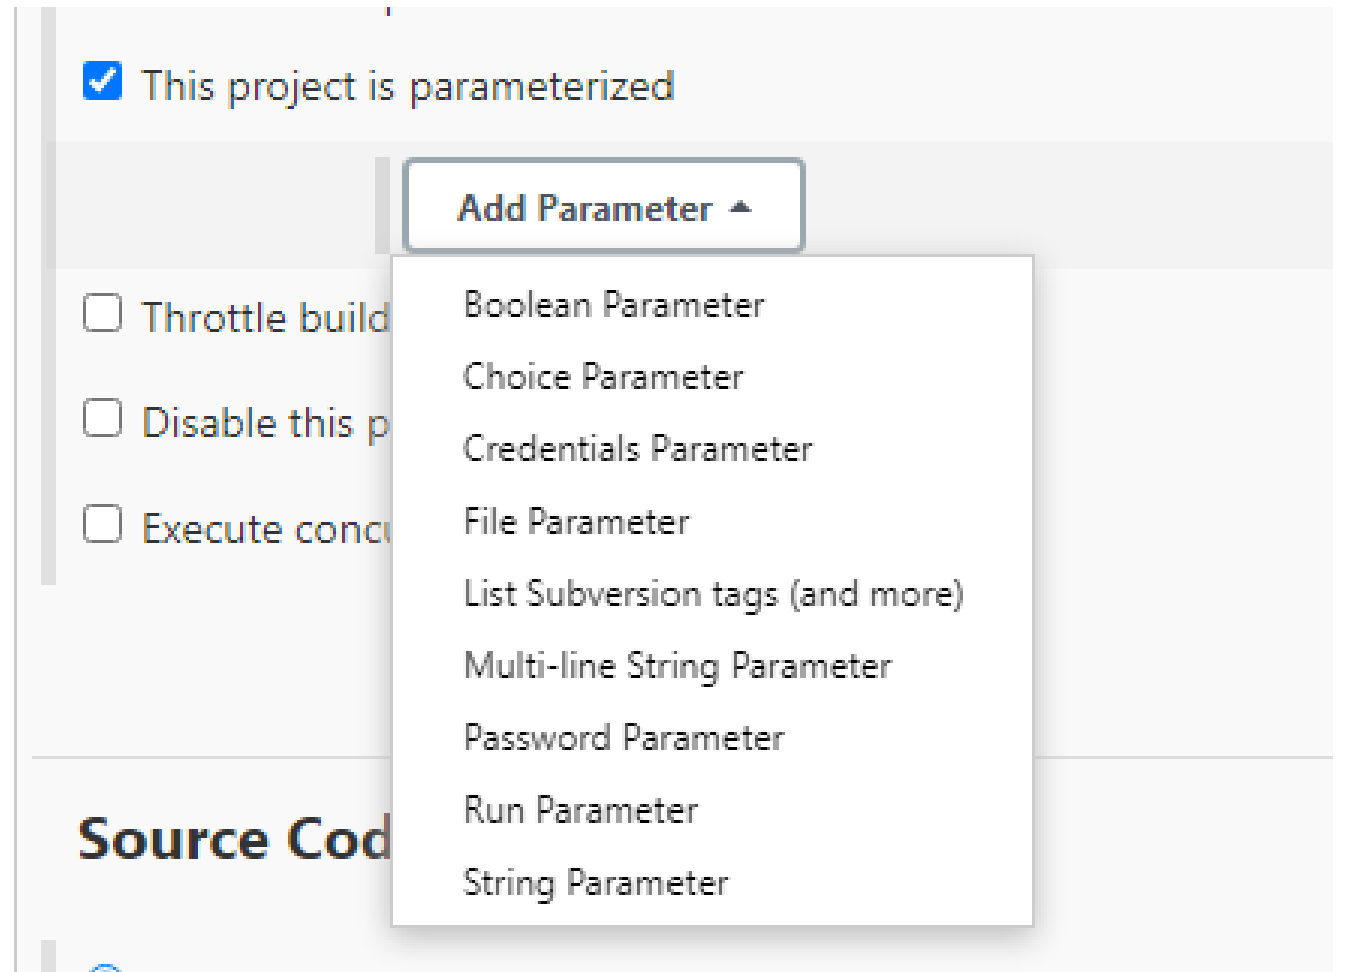 This project is parameterized
Add Parameter
Boolean Parameter
Throttle build
Choice Parameter
Disable this p
Credentials Parameter
File Parameter
Execute conc
List Subversion tags (and more)
Multi-line String Parameter
Password Parameter
Run Parameter
Source Cod
String Parameter